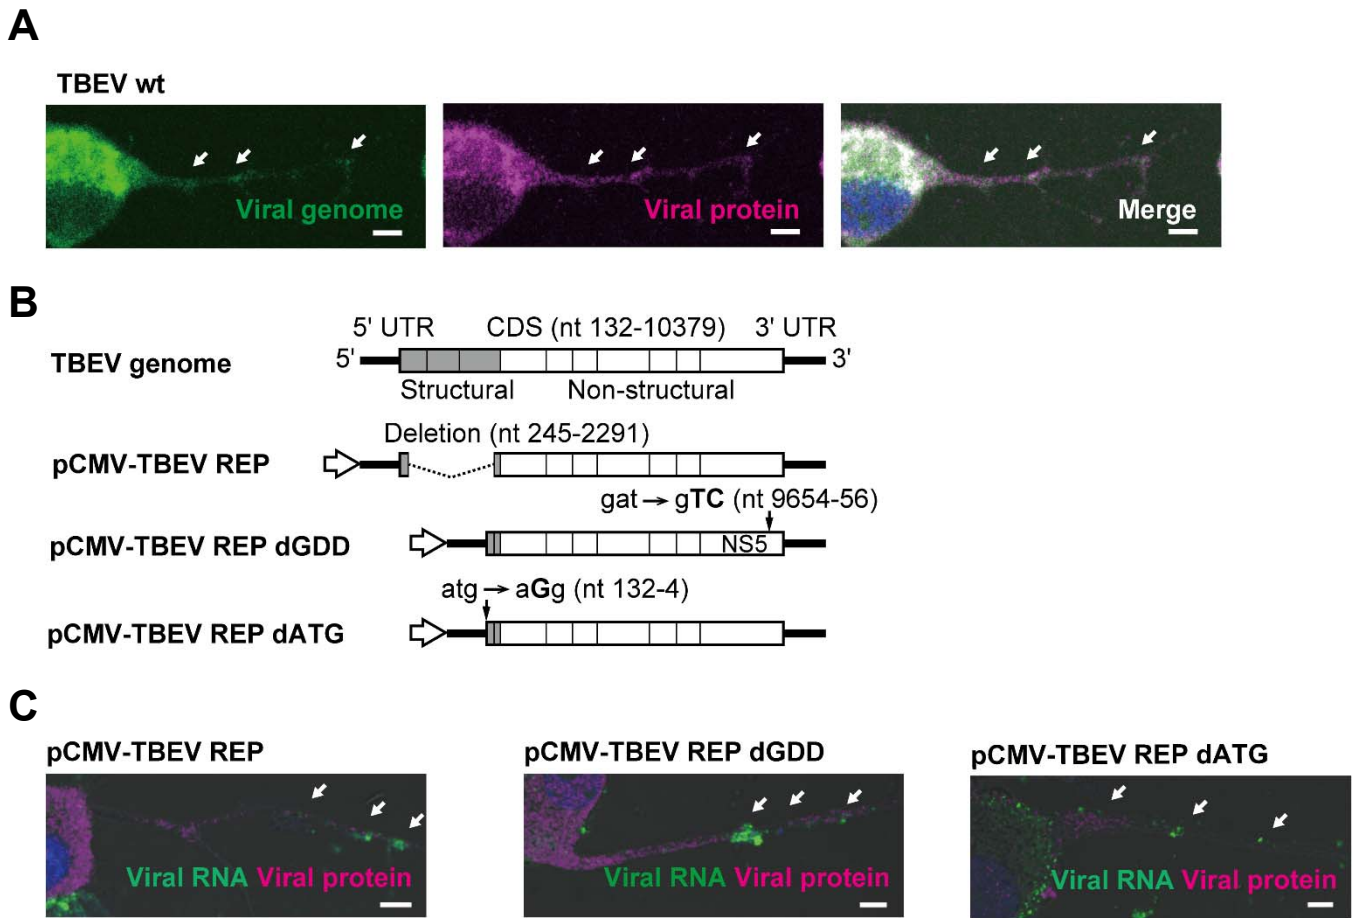 A
TBEV wt
Viral genome
Viral protein
Merge
B
5' UTR CDS (nt 132-10379) 3' UTR
TBEV genome 5' 3'
Structural Non-structural
Deletion (nt 245-2291)
pCMV-TBEV REP
gat → gTC (nt 9654-56)
pCMV-TBEV REP dGDD NS5
atg → aGg (nt 132-4)
pCMV-TBEV REP dATG
C
pCMV-TBEV REP
Viral RNA Viral protein
pCMV-TBEV REP dGDD
Viral RNA Viral protein
pCMV-TBEV REP dATG
Viral RNA Viral protein